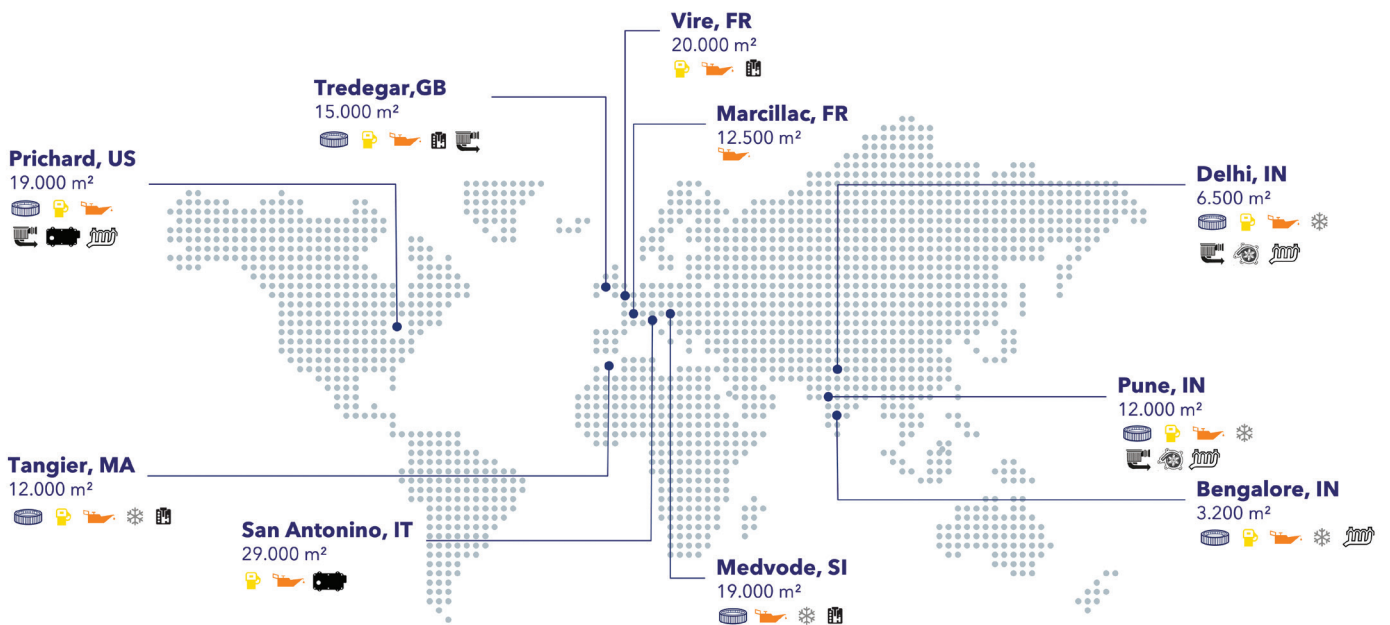 Vire, FR
20.000 m²
Tredegar,GB
15.000 m²
Marcillac, FR
12.500 m²
Prichard, US
19.000 m²
Delhi, IN
6.500 m²
Pune, IN
12.000 m²
Tangier, MA
12.000 m²
Bengalore, IN
3.200 m²
San Antonino, IT
29.000 m²
Medvode, SI
19.000 m²